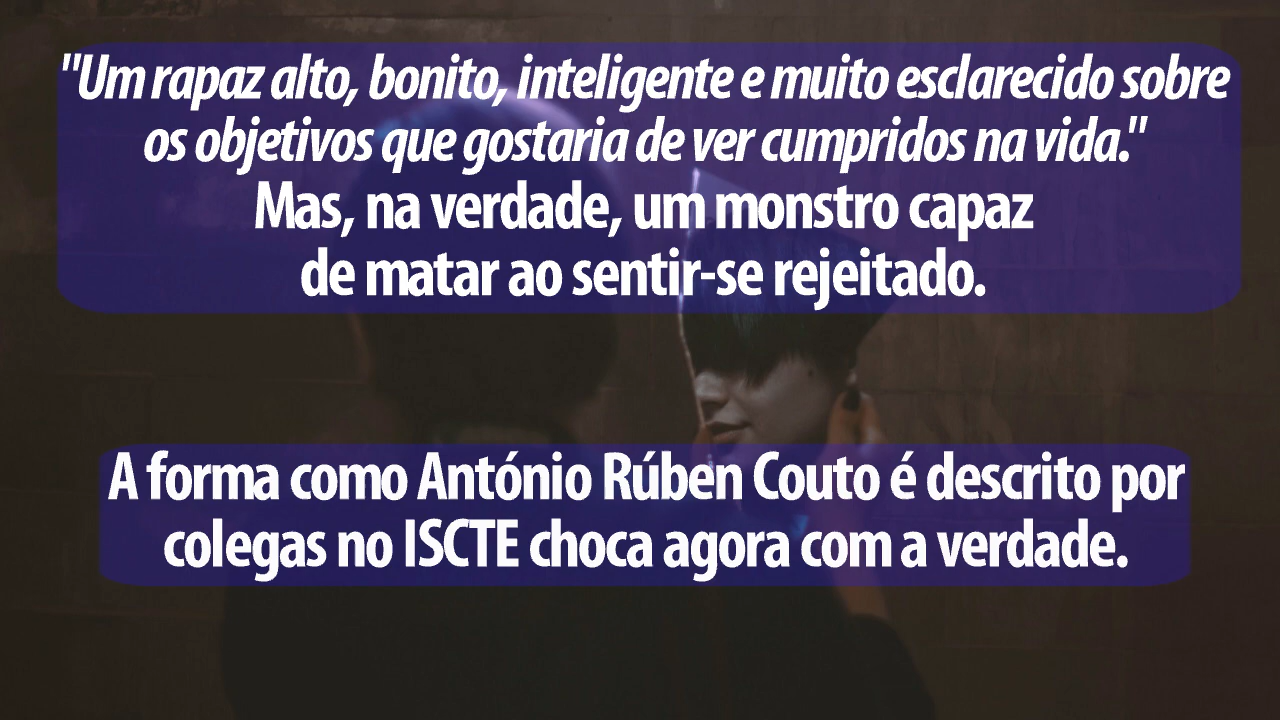 "Um rapaz alto, bonito, inteligente e muito esclarecido sobre
os objetivos que gostaria de ver cumpridos na vida."
Mas, na verdade, um monstro capaz
de matar ao sentir-se rejeitado.
A forma como António Rúben Couto é descrito por
colegas no ISCTE choca agora com a verdade.